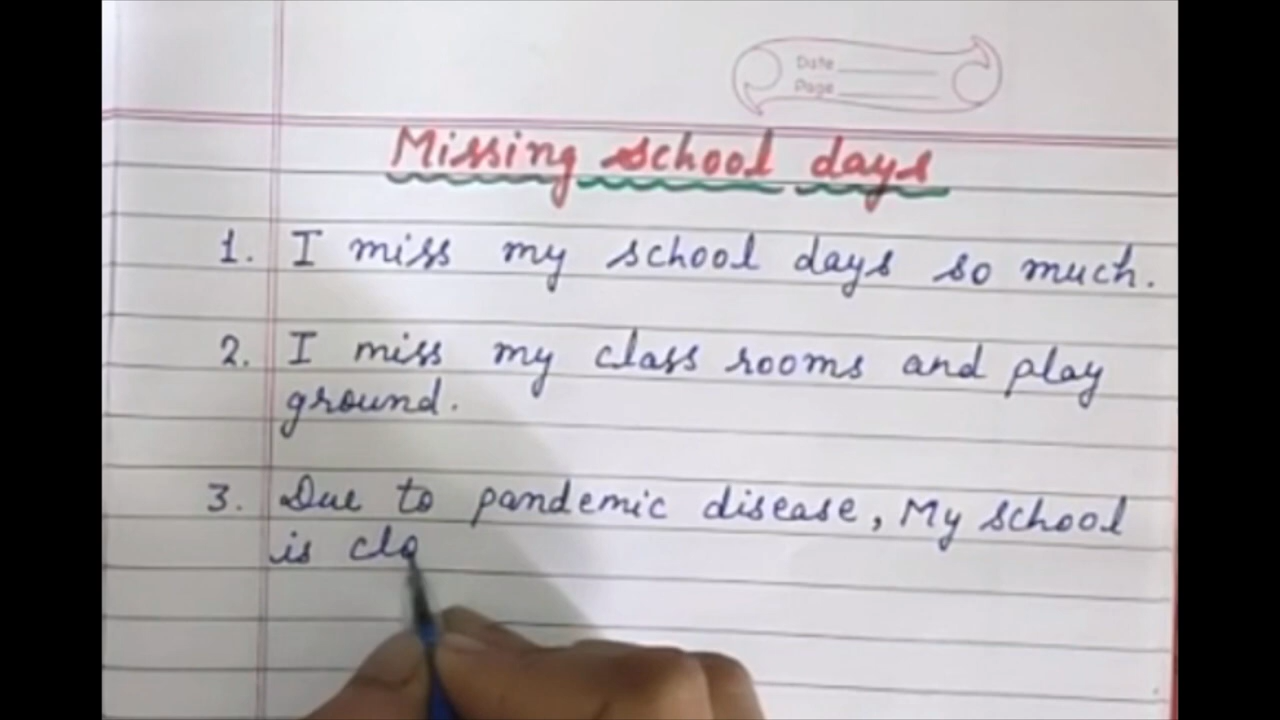 Date
Page
Missing school days
1. I miss my school days so much.
2. I miss my class rooms and play
ground.
3. Due to pandemic disease, My school
is clo